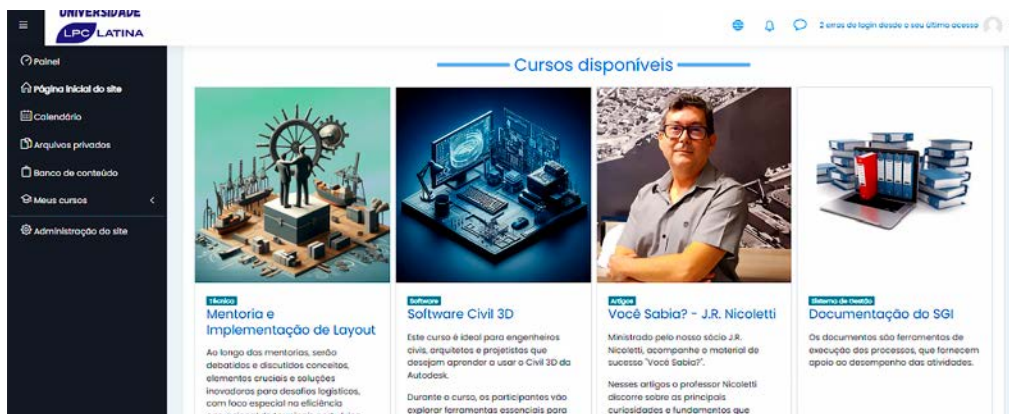 UNIVERSIDADE
LPC LATINA
2 erros de login desde o seu último acesso
Painel
Página inicial do site
Calendário
Arquivos privados
Banco de conteúdo
Meus cursos
Administração do site
Cursos disponíveis
Técnico
Mentoria e
Implementação de Layout
Ao longo das mentorias, serão
debatidos e discutidos conceitos,
elementos cruciais e soluções
inovadoras para desafios logísticos,
com foco especial na eficiência
Software
Software Civil 3D
Este curso é ideal para engenheiros
civis, arquitetos e projetistas que
desejam aprender a usar o Civil 3D da
Autodesk.
Durante o curso, os participantes vão
explorar ferramentas essenciais para
Artigos
Você Sabia? - J.R. Nicoletti
Ministrado pelo nosso sócio J.R.
Nicoletti, acompanhe o material de
sucesso "Você Sabia?".
Nesses artigos o professor Nicoletti
discorre sobre as principais
curiosidades e fundamentos que
Sistema de Gestão
Documentação do SGI
Os documentos são ferramentas de
execução dos processos, que fornecem
apoio ao desempenho das atividades.